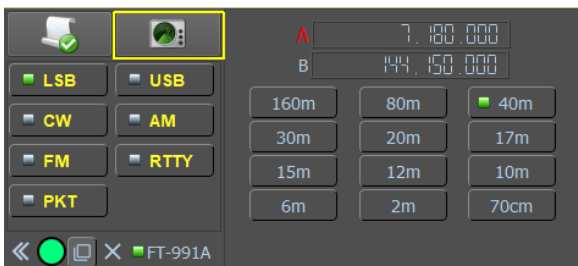 A 7.180.000
B 144.150.000
LSB USB
CW AM
FM RTTY
PKT
160m 80m 40m
30m 20m 17m
15m 12m 10m
6m 2m 70cm
FT-991A